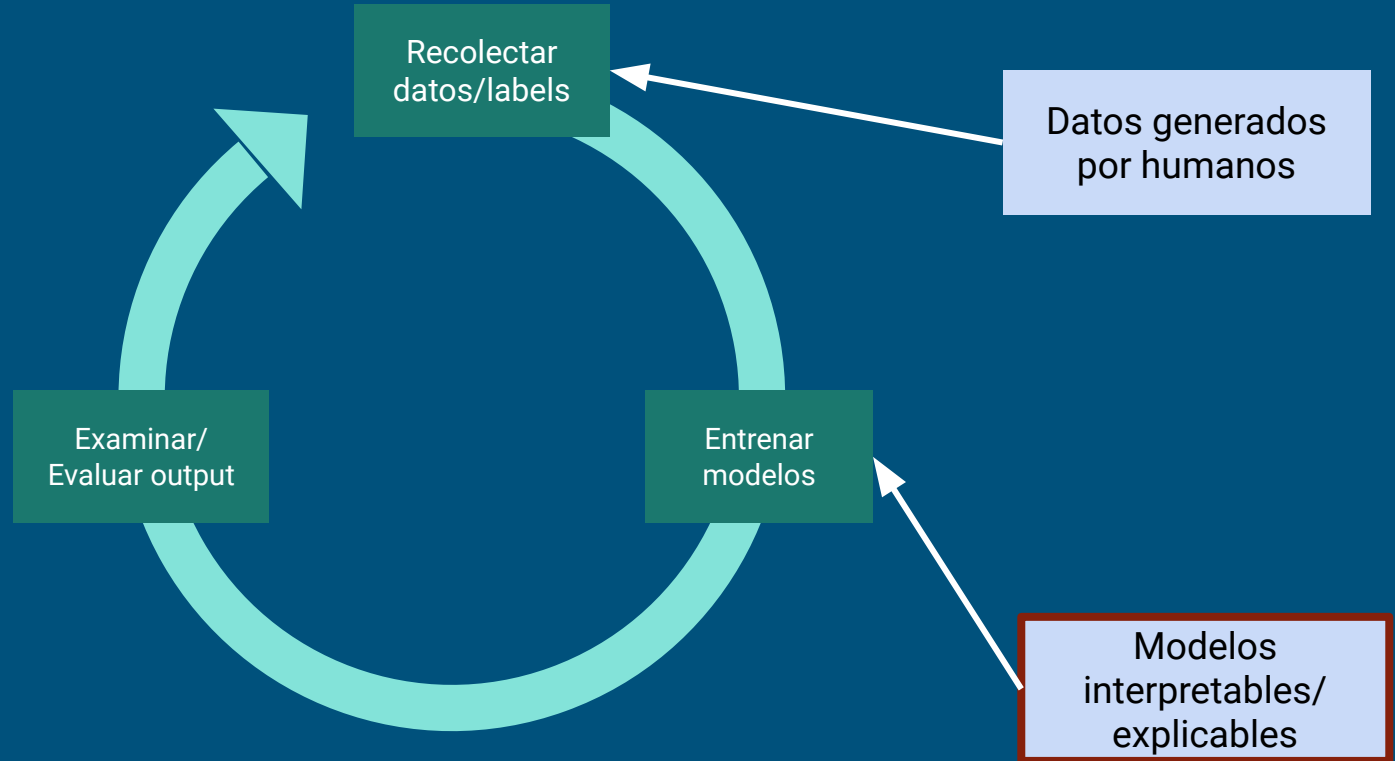 Recolectar
datos/labels
Datos generados
por humanos
Examinar/
Evaluar output
Entrenar
modelos
Modelos
interpretables/
explicables